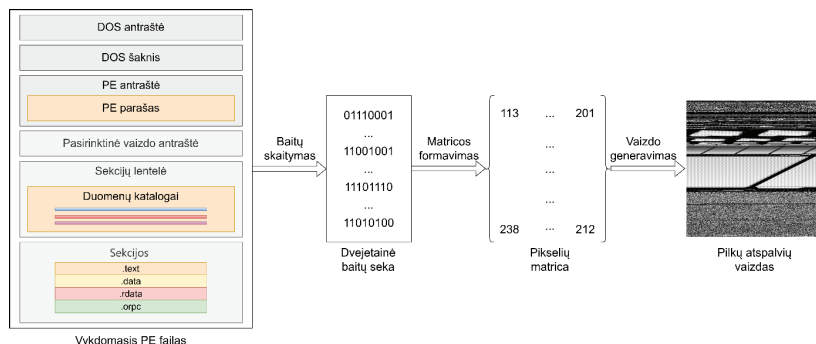 DOS antraštė
DOS šaknis
PE antraštė
PE parašas
Pasirinktinė vaizdo antraštė
Sekcijų lentelė
Duomenų katalogai
Sekcijos
.text
.data
.rdata
.orpc
Vykdomasis PE failas
Baitų
skaitymas
01110001
...
11001001
...
11101110
...
11010100
Dvejetainė
baitų seka
Matricos
formavimas
113 ... 201
...
...
...
238 ... 212
Pikselių
matrica
Vaizdo
generavimas
Pilkų atspalvių
vaizdas